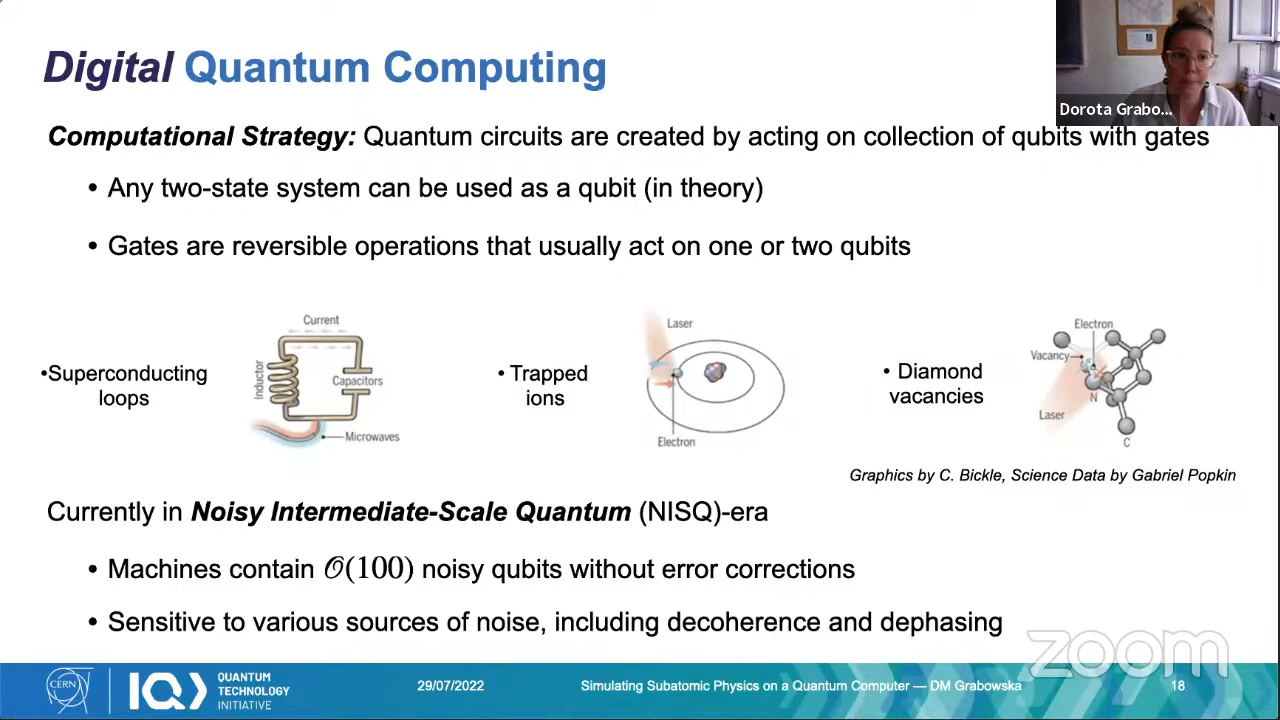 Digital Quantum Computing
Dorota Grabo...
Computational Strategy: Quantum circuits are created by acting on collection of qubits with gates
• Any two-state system can be used as a qubit (in theory)
• Gates are reversible operations that usually act on one or two qubits
•Superconducting
loops
Current
Inductor
Capacitors
Microwaves
• Trapped
ions
Laser
Electron
• Diamond
vacancies
Electron
Vacancy
Laser
N
C
Graphics by C. Bickle, Science Data by Gabriel Popkin
Currently in Noisy Intermediate-Scale Quantum (NISQ)-era
• Machines contain 𝒪(100) noisy qubits without error corrections
• Sensitive to various sources of noise, including decoherence and dephasing
zoom
CERN
QUANTUM
TECHNOLOGY
INITIATIVE
29/07/2022
Simulating Subatomic Physics on a Quantum Computer — DM Grabowska
18